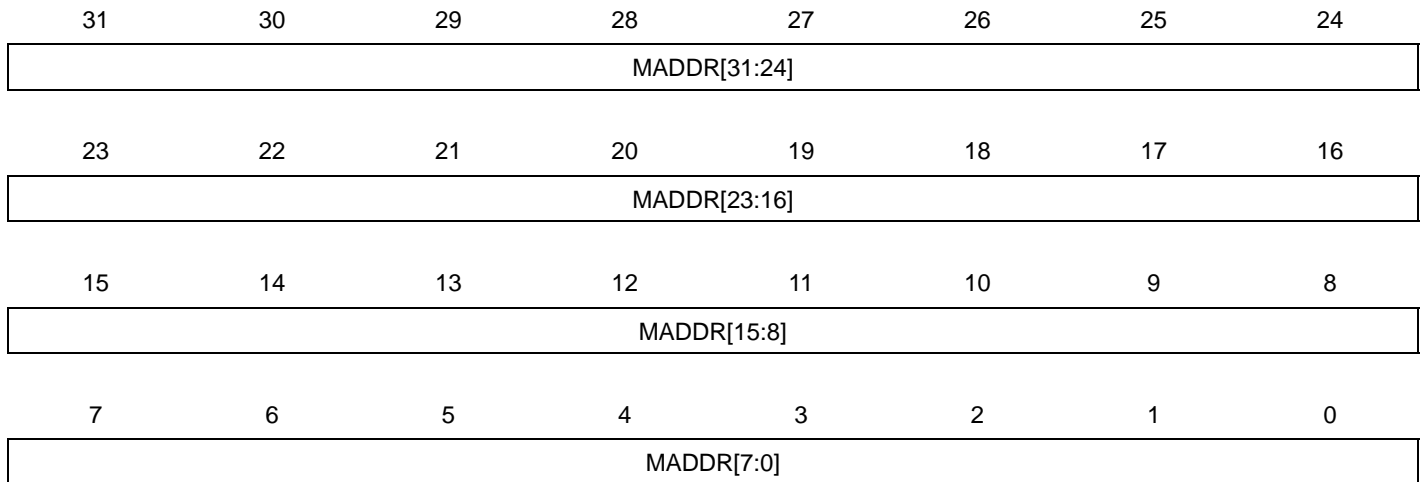 31 30 29 28 27 26 25 24
MADDR[31:24]
23 22 21 20 19 18 17 16
MADDR[23:16]
15 14 13 12 11 10 9 8
MADDR[15:8]
7 6 5 4 3 2 1 0
MADDR[7:0]